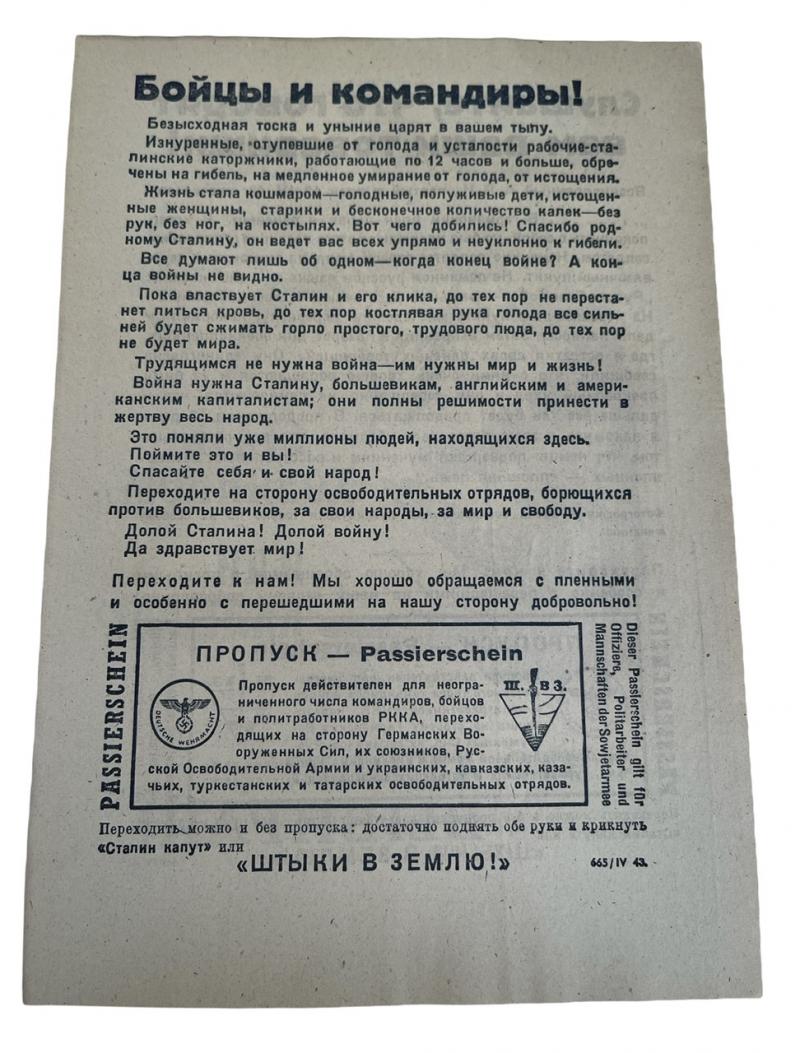 Бойцы и командиры!
Безысходная тоска и уныние царят в вашем тылу.
Изнуренные, отупевшие от голода и усталости рабочие-ста-
линские каторжники, работающие по 12 часов и больше, обре-
чены на гибель, на медленное умирание от голода, от истощения.
Жизнь стала кошмаром—голодные, полуживые дети, истощен-
ные женщины, старики и бесконечное количество калек—без
рук, без ног, на костылях. Вот чего добились! Спасибо род-
ному Сталину, он ведет вас всех упрямо и неуклонно к гибели.
Все думают лишь об одном—когда конец войне? А кон-
ца войны не видно.
Пока властвует Сталин и его клика, до тех пор не переста-
нет литься кровь, до тех пор костлявая рука голода все силь-
ней будет сжимать горло простого, трудового люда, до тех пор
не будет мира.
Трудящимся не нужна война—им нужны мир и жизнь!
Война нужна Сталину, большевикам, английским и амери-
канским капиталистам; они полны решимости принести в
жертву весь народ.
Это поняли уже миллионы людей, находящихся здесь.
Поймите это и вы!
Спасайте себя и свой народ!
Переходите на сторону освободительных отрядов, борющихся
против большевиков, за свои народы, за мир и свободу.
Долой Сталина! Долой войну!
Да здравствует мир!
Переходите к нам! Мы хорошо обращаемся с пленными
и особенно с перешедшими на нашу сторону добровольно!
PASSIERSCHEIN
ПРОПУСК — Passierschein
DEUTSCHE WEHRMACHT
Пропуск действителен для неогра-
ниченного числа командиров, бойцов
и политработников РККА, перехо-
дящих на сторону Германских Во-
оруженных Сил, их союзников, Рус-
ской Освободительной Армии и украинских, кавказских, каза-
чьих, туркестанских и татарских освободительных отрядов.
Ш. В З.
Dieser Passierschein gilt für
Offiziere, Politarbeiter und
Mannschaften der Sowjetarmee
Переходить можно и без пропуска: достаточно поднять обе руки и крикнуть
«Сталин капут» или
«ШТЫКИ В ЗЕМЛЮ!»
665/IV 43.